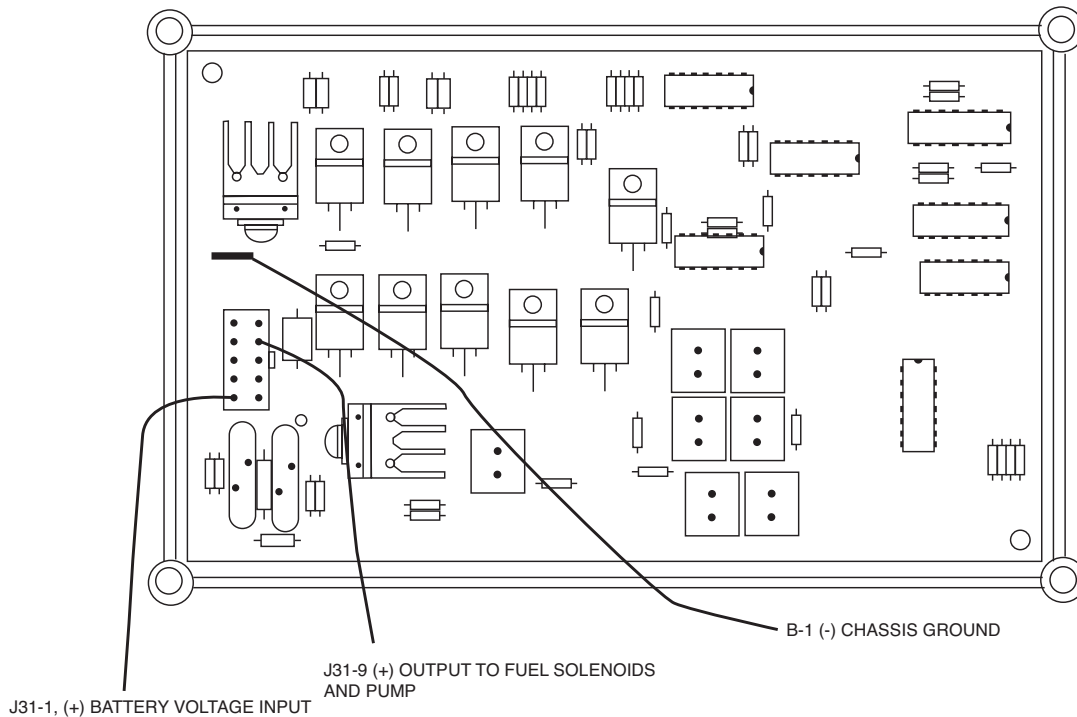 B-1 (-) CHASSIS GROUND
J31-9 (+) OUTPUT TO FUEL SOLENOIDS
AND PUMP
J31-1, (+) BATTERY VOLTAGE INPUT